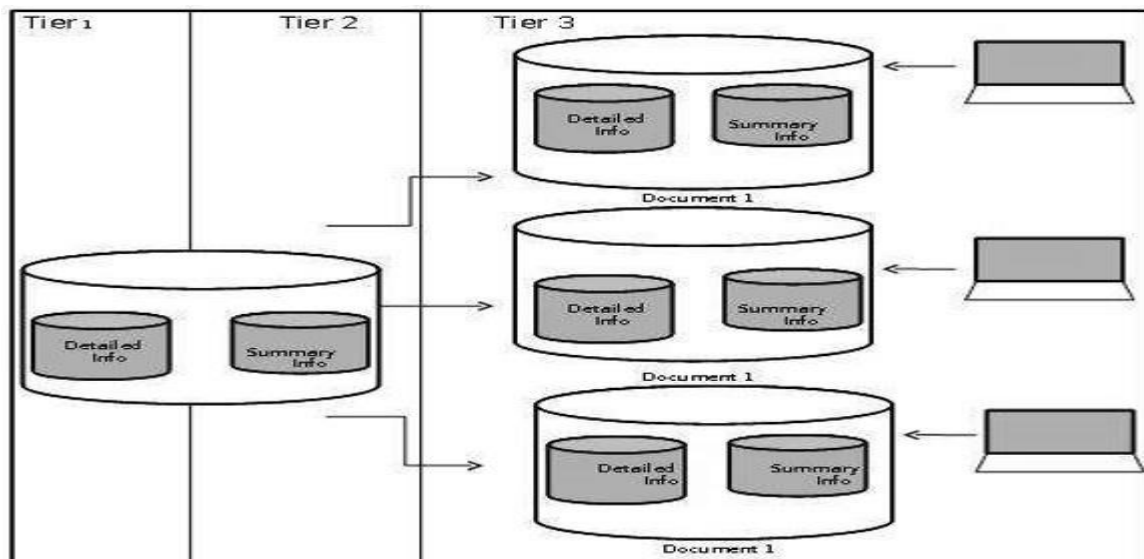 Tier 1
Tier 2
Tier 3
Detailed
Info
Summary
Info
Document 1
Detailed
Info
Summary
Info
Document 1
Detailed
Info
Summary
Info
Detailed
Info
Summary
Info
Document 1